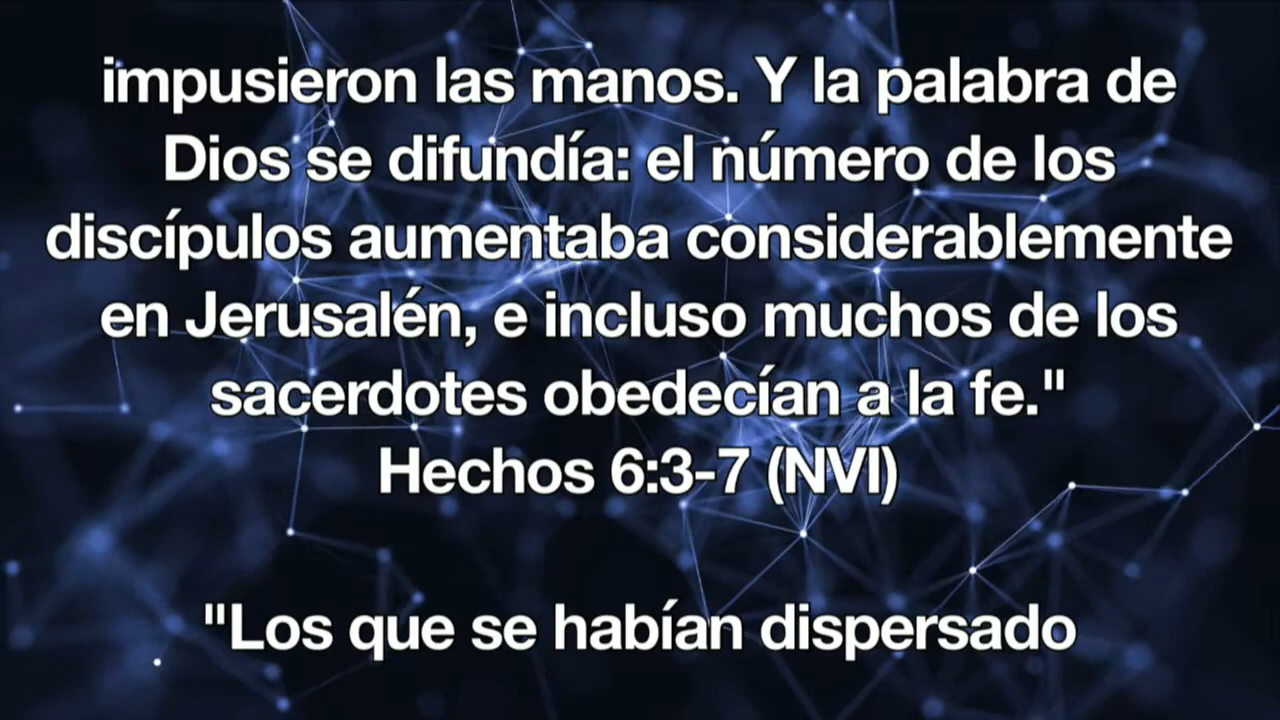 impusieron las manos. Y la palabra de
Dios se difundía: el número de los
discípulos aumentaba considerablemente
en Jerusalén, e incluso muchos de los
sacerdotes obedecían a la fe."
Hechos 6:3-7 (NVI)
"Los que se habían dispersado